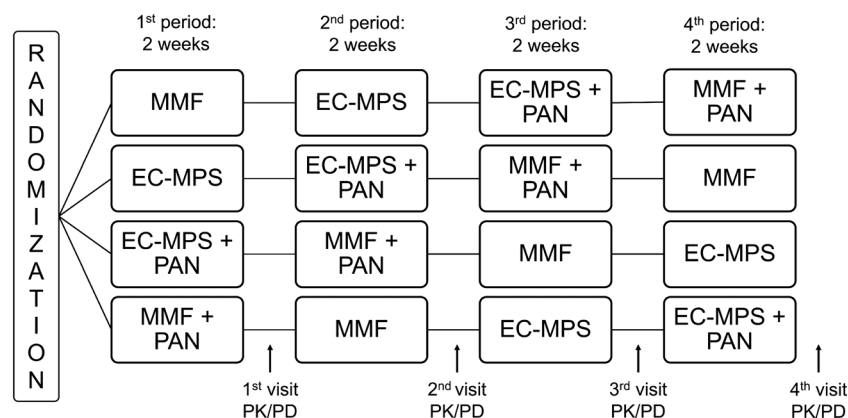 RANDOMIZATION
1st period:
2 weeks
2nd period:
2 weeks
3rd period:
2 weeks
4th period:
2 weeks
MMF
EC-MPS
EC-MPS +
PAN
MMF +
PAN
EC-MPS
EC-MPS +
PAN
MMF +
PAN
MMF
EC-MPS +
PAN
MMF +
PAN
MMF
EC-MPS
MMF +
PAN
MMF
EC-MPS
EC-MPS +
PAN
1st visit
PK/PD
2nd visit
PK/PD
3rd visit
PK/PD
4th visit
PK/PD